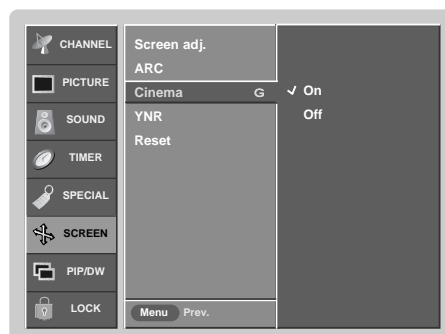 CHANNEL
PICTURE
SOUND
TIMER
SPECIAL
SCREEN
PIP/DW
LOCK
Screen adj.
ARC
Cinema G
YNR
Reset
Menu Prev.
On
Off